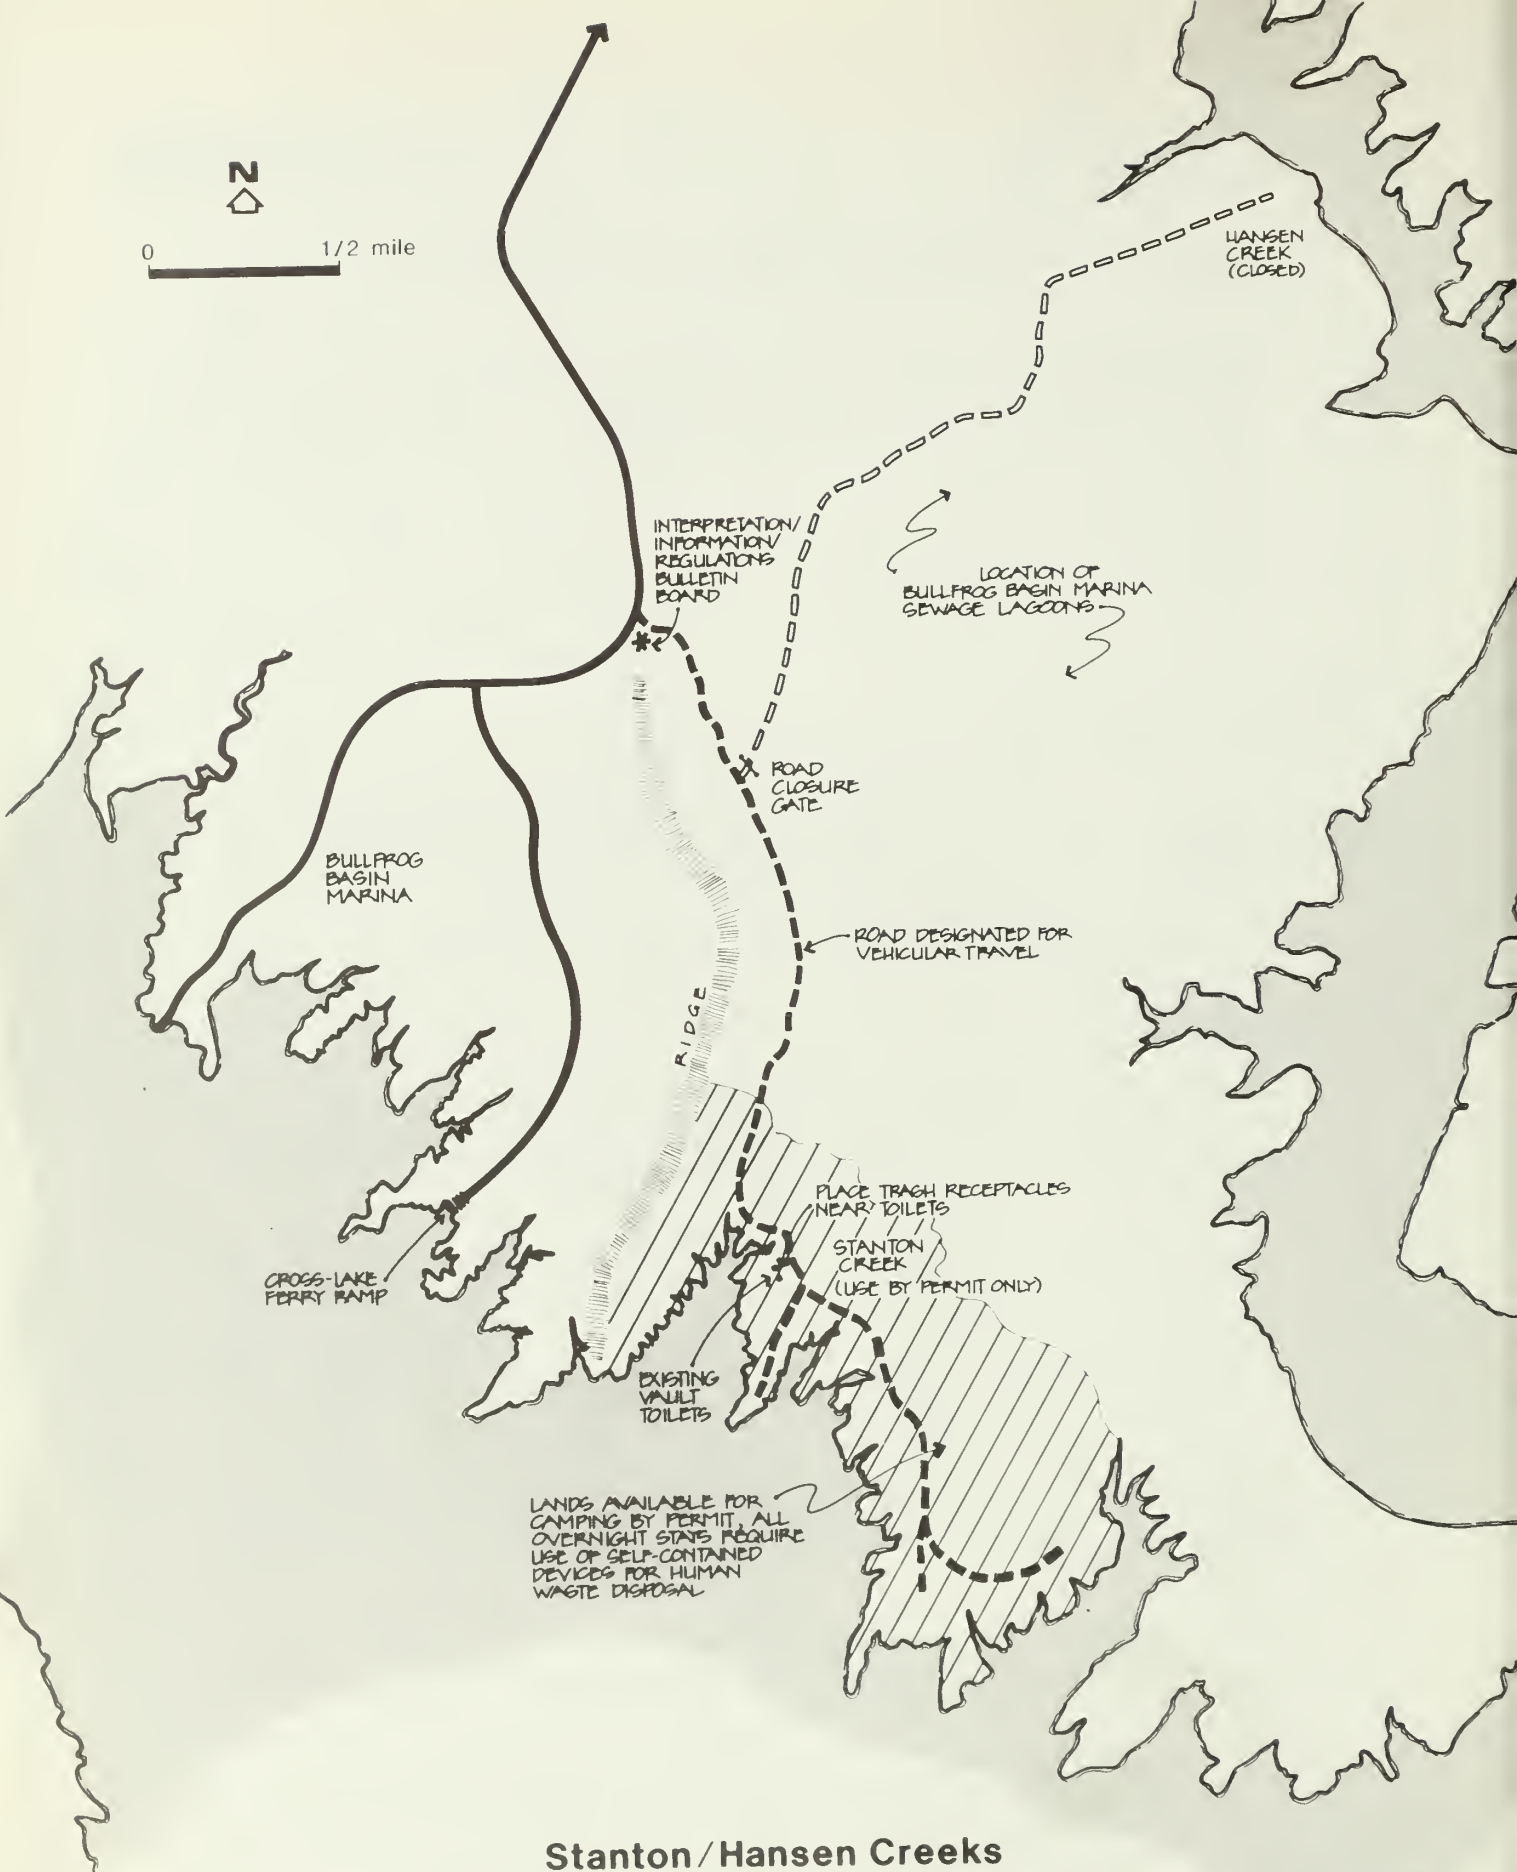 N
0 1/2 mile
HANSEN
CREEK
(CLOSED)
INTERPRETATION/
INFORMATION/
REGULATIONS
BULLETIN
BOARD
LOCATION OF
BULLFROG BASIN MARINA
SEWAGE LAGOONS
ROAD
CLOSURE
GATE
BULLFROG
BASIN
MARINA
ROAD DESIGNATED FOR
VEHICULAR TRAVEL
RIDGE
PLACE TRASH RECEPTACLES
NEAR TOILETS
STANTON
CREEK
(USE BY PERMIT ONLY)
CROSS-LAKE
FERRY RAMP
EXISTING
VAULT
TOILETS
LANDS AVAILABLE FOR
CAMPING BY PERMIT, ALL
OVERNIGHT STAYS REQUIRE
USE OF SELF-CONTAINED
DEVICES FOR HUMAN
WASTE DISPOSAL
Stanton/Hansen Creeks